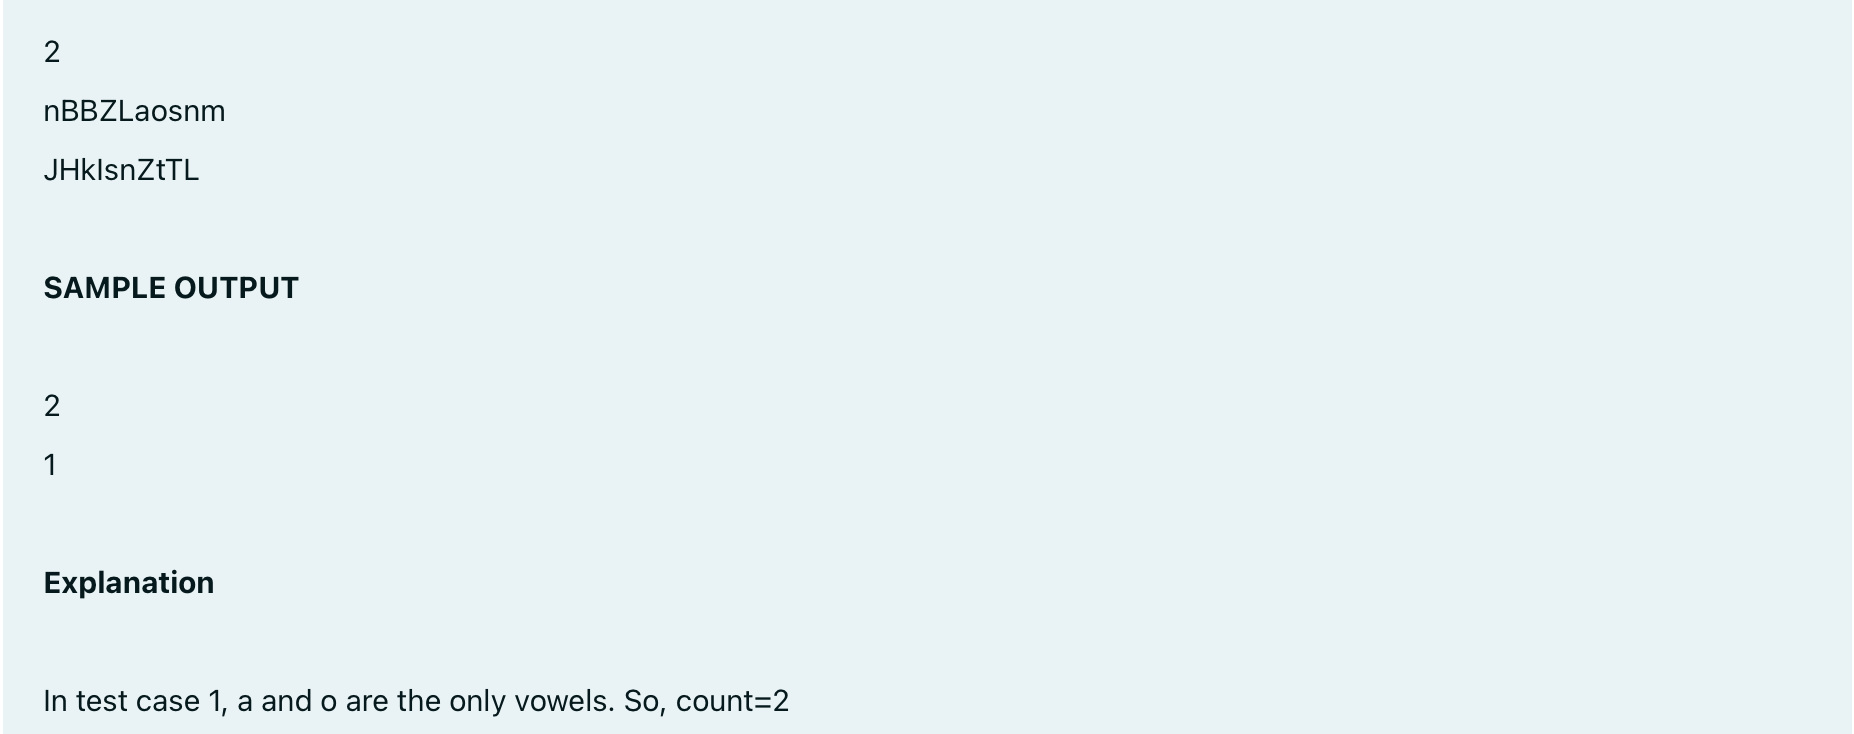 2
nBBZLaosnm
JHkIsnZtTL
SAMPLE OUTPUT
2
1
Explanation
In test case 1, a and o are the only vowels. So, count=2